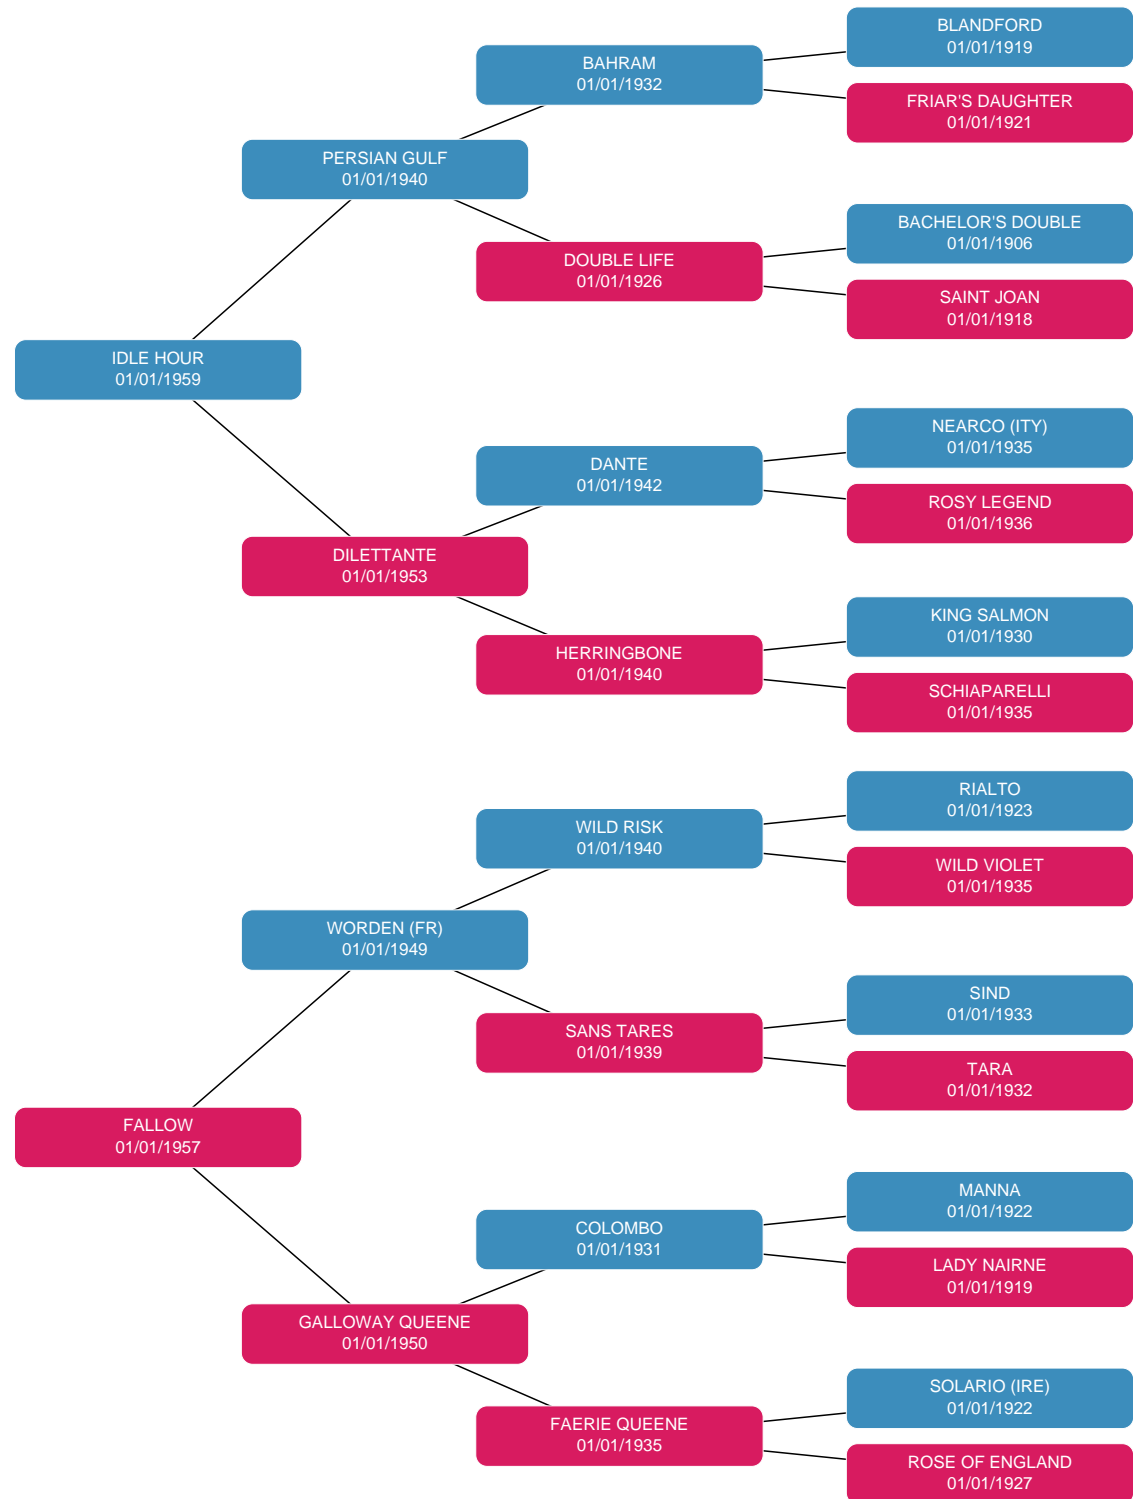 BLANDFORD
01/01/1919
BAHRAM
01/01/1932
FRIAR'S DAUGHTER
01/01/1921
PERSIAN GULF
01/01/1940
BACHELOR'S DOUBLE
01/01/1906
DOUBLE LIFE
01/01/1926
SAINT JOAN
01/01/1918
IDLE HOUR
01/01/1959
NEARCO (ITY)
01/01/1935
DANTE
01/01/1942
ROSY LEGEND
01/01/1936
DILETTANTE
01/01/1953
KING SALMON
01/01/1930
HERRINGBONE
01/01/1940
SCHIAPARELLI
01/01/1935
RIALTO
01/01/1923
WILD RISK
01/01/1940
WILD VIOLET
01/01/1935
WORDEN (FR)
01/01/1949
SIND
01/01/1933
SANS TARES
01/01/1939
TARA
01/01/1932
FALLOW
01/01/1957
MANNA
01/01/1922
COLOMBO
01/01/1931
LADY NAIRNE
01/01/1919
GALLOWAY QUEENE
01/01/1950
SOLARIO (IRE)
01/01/1922
FAERIE QUEENE
01/01/1935
ROSE OF ENGLAND
01/01/1927